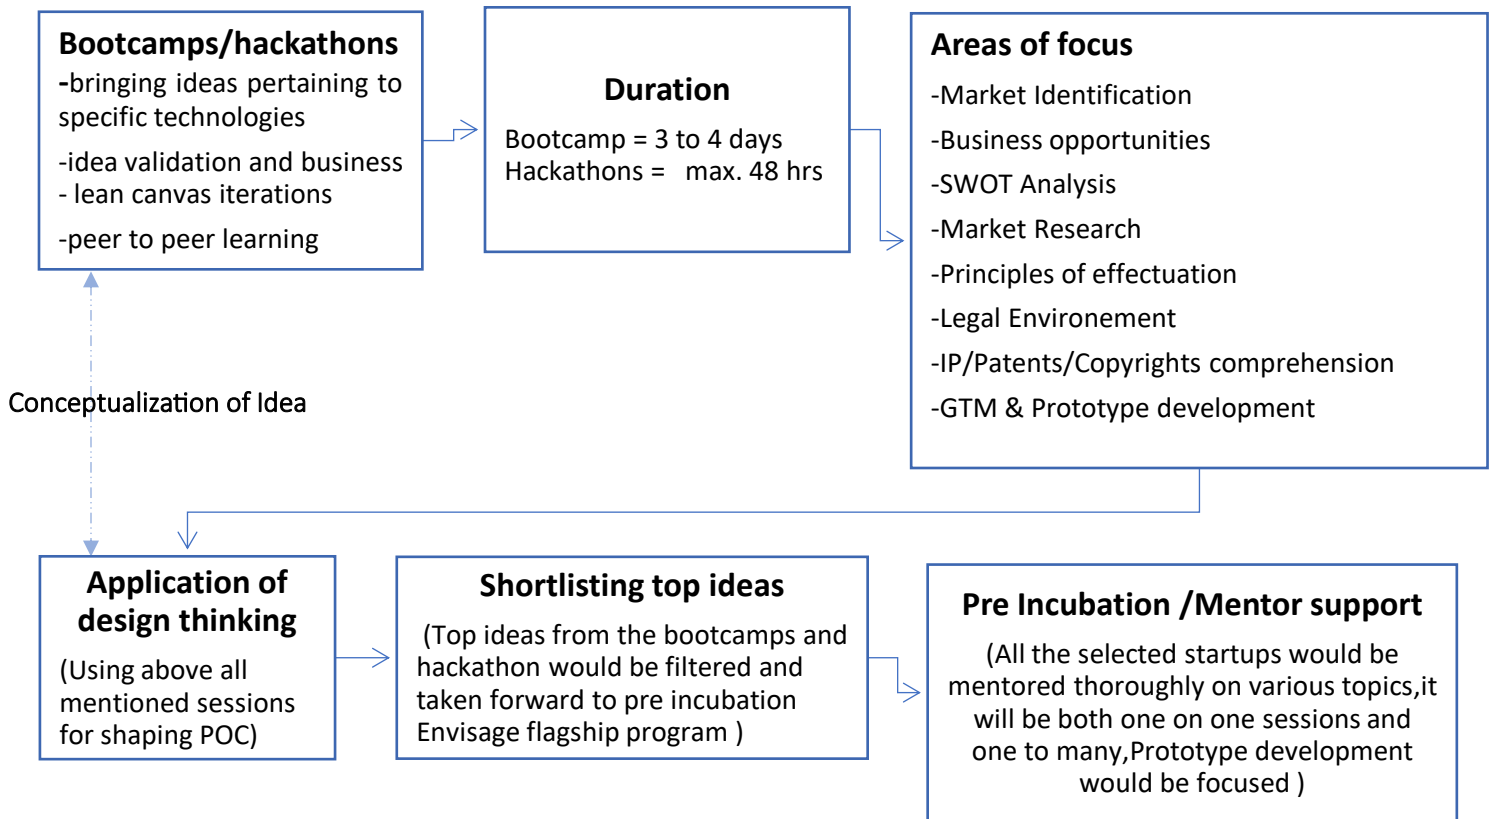 Bootcamps/hackathons
-bringing ideas pertaining to
specific technologies
-idea validation and business
- lean canvas iterations
-peer to peer learning
Duration
Bootcamp = 3 to 4 days
Hackathons = max. 48 hrs
Areas of focus
-Market Identification
-Business opportunities
-SWOT Analysis
-Market Research
-Principles of effectuation
-Legal Environement
-IP/Patents/Copyrights comprehension
-GTM & Prototype development
Conceptualization of Idea
Application of
design thinking
(Using above all
mentioned sessions
for shaping POC)
Shortlisting top ideas
(Top ideas from the bootcamps and
hackathon would be filtered and
taken forward to pre incubation
Envisage flagship program )
Pre Incubation /Mentor support
(All the selected startups would be
mentored thoroughly on various topics,it
will be both one on one sessions and
one to many,Prototype development
would be focused )